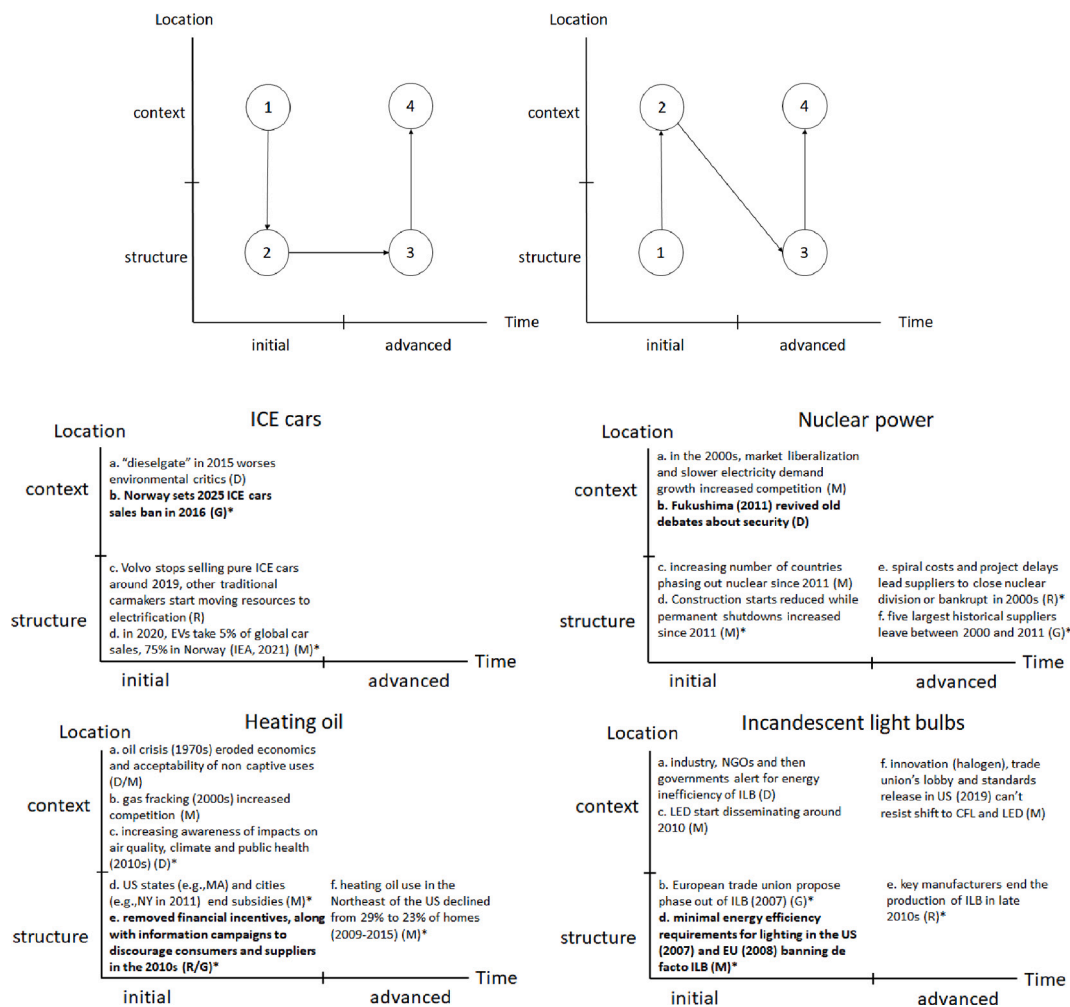 Location
context
structure
1
4
2
3
Time
initial
advanced
Location
context
structure
2
4
1
3
Time
initial
advanced
ICE cars
Location
context
a. “dieselgate” in 2015 worses
environmental critics (D)
b. Norway sets 2025 ICE cars
sales ban in 2016 (G)*
structure
c. Volvo stops selling pure ICE cars
around 2019, other traditional
carmakers start moving resources to
electrification (R)
d. in 2020, EVs take 5% of global car
sales, 75% in Norway (IEA, 2021) (M)*
Time
initial
advanced
Nuclear power
Location
context
a. in the 2000s, market liberalization
and slower electricity demand
growth increased competition (M)
b. Fukushima (2011) revived old
debates about security (D)
structure
c. increasing number of countries
phasing out nuclear since 2011 (M)
d. Construction starts reduced while
permanent shutdowns increased
since 2011 (M)*
e. spiral costs and project delays
lead suppliers to close nuclear
division or bankrupt in 2000s (R)*
f. five largest historical suppliers
leave between 2000 and 2011 (G)*
Time
initial
advanced
Heating oil
Location
context
a. oil crisis (1970s) eroded economics
and acceptability of non captive uses
(D/M)
b. gas fracking (2000s) increased
competition (M)
c. increasing awareness of impacts on
air quality, climate and public health
(2010s) (D)*
structure
d. US states (e.g.,MA) and cities
(e.g.,NY in 2011) end subsidies (M)*
e. removed financial incentives, along
with information campaigns to
discourage consumers and suppliers
in the 2010s (R/G)*
f. heating oil use in the
Northeast of the US declined
from 29% to 23% of homes
(2009-2015) (M)*
Time
initial
advanced
Incandescent light bulbs
Location
context
a. industry, NGOs and then
governments alert for energy
inefficiency of ILB (D)
c. LED start disseminating around
2010 (M)
f. innovation (halogen), trade
union’s lobby and standards
release in US (2019) can’t
resist shift to CFL and LED (M)
structure
b. European trade union propose
phase out of ILB (2007) (G)*
d. minimal energy efficiency
requirements for lighting in the US
(2007) and EU (2008) banning de
facto ILB (M)*
e. key manufacturers end the
production of ILB in late
2010s (R)*
Time
initial
advanced